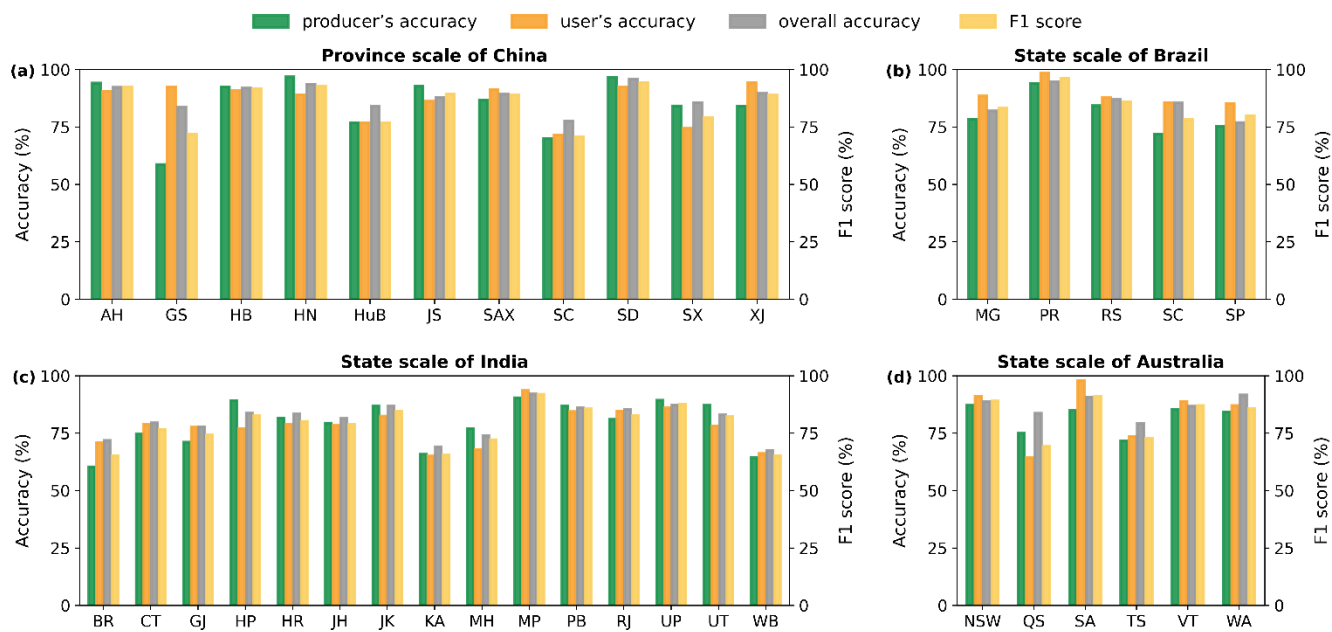 producer’s accuracy user’s accuracy overall accuracy F1 score
(a) Province scale of China
Accuracy (%)
100
75
50
25
0
100
75
50
25
0
F1 score (%)
AH GS HB HN HuB JS SAX SC SD SX XJ
(b) State scale of Brazil
Accuracy (%)
100
75
50
25
0
100
75
50
25
0
F1 score (%)
MG PR RS SC SP
(c) State scale of India
Accuracy (%)
100
75
50
25
0
100
75
50
25
0
F1 score (%)
BR CT GJ HP HR JH JK KA MH MP PB RJ UP UT WB
(d) State scale of Australia
Accuracy (%)
100
75
50
25
0
100
75
50
25
0
F1 score (%)
NSW QS SA TS VT WA